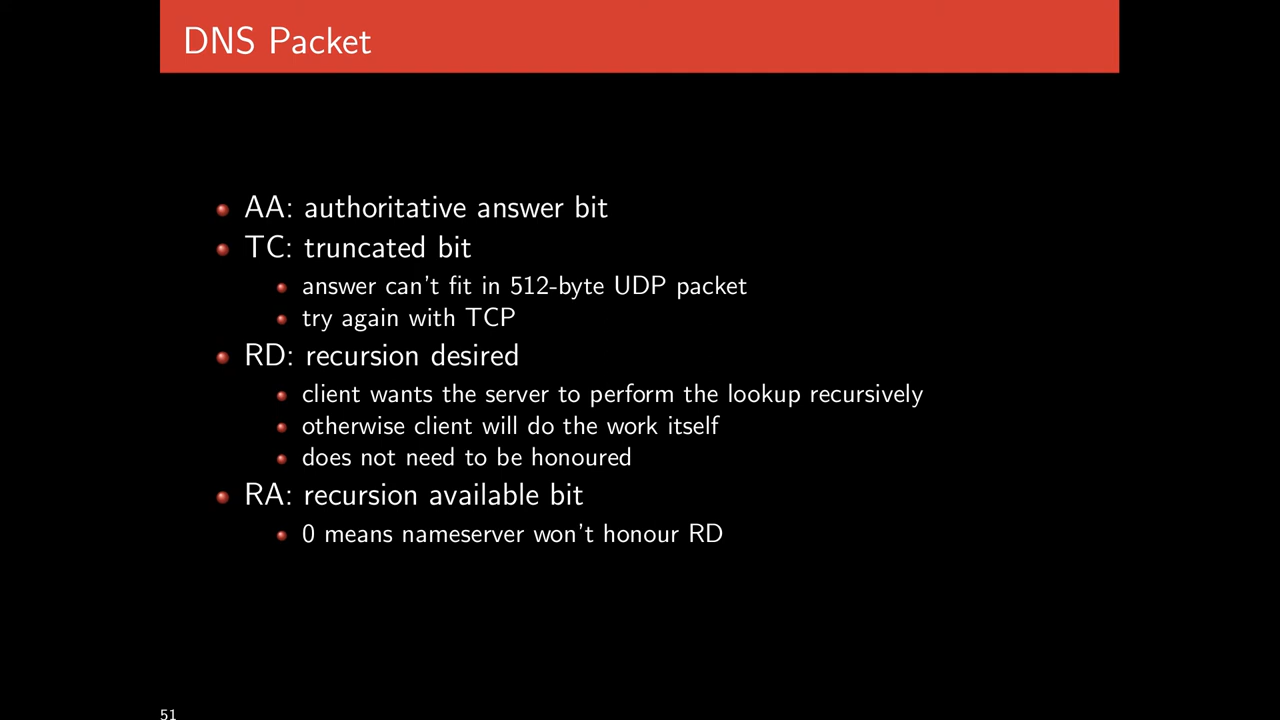 DNS Packet
AA: authoritative answer bit
TC: truncated bit
answer can't fit in 512-byte UDP packet
try again with TCP
RD: recursion desired
client wants the server to perform the lookup recursively
otherwise client will do the work itself
does not need to be honoured
RA: recursion available bit
0 means nameserver won't honour RD
51